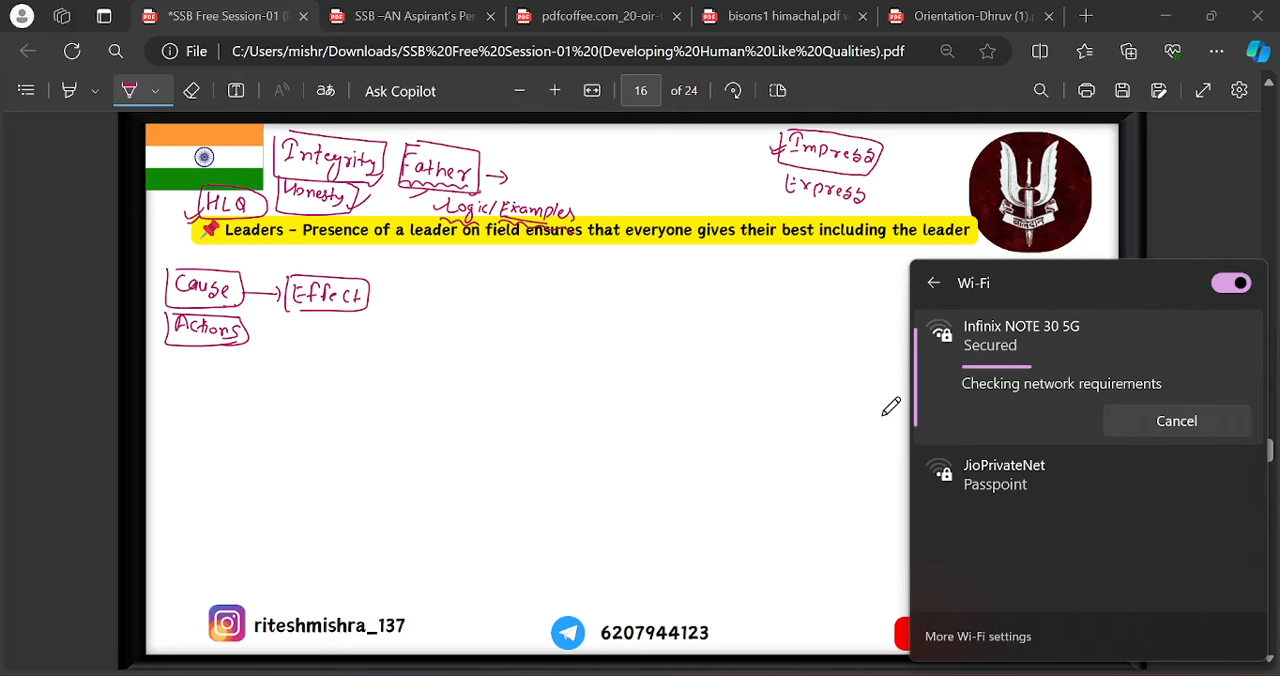 *SSB Free Session-01 (
SSB –AN Aspirant's Per
pdfcoffee.com_20-oir-t
bisons1 himachal.pdf w
Orientation-Dhruv (1).p
File
C:/Users/mishr/Downloads/SSB%20Free%20Session-01%20(Developing%20Human%20Like%20Qualities).pdf
aあ
Ask Copilot
16 of 24
Integrity
Father
Impress
Honesty
Express
HLQ
Logic/Examples
Leaders - Presence of a leader on field ensures that everyone gives their best including the leader
Cause
Effect
Actions
Wi-Fi
Infinix NOTE 30 5G
Secured
Checking network requirements
Cancel
JioPrivateNet
Passpoint
More Wi-Fi settings
riteshmishra_137
6207944123